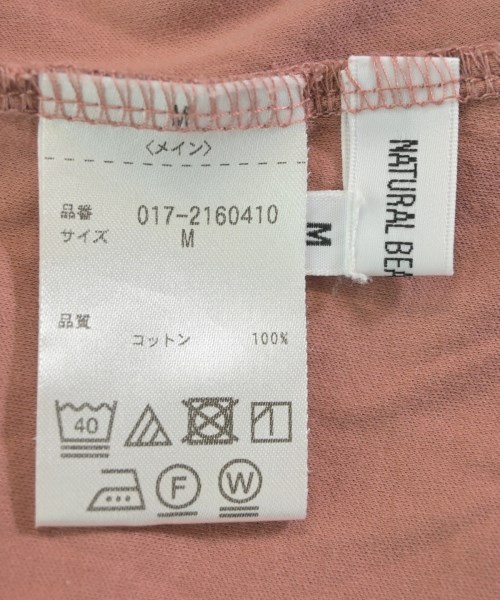 M
〈メイン〉
品番 017-2160410
サイズ M
品質
コットン 100%
40
F
W
M
NATURAL BEA